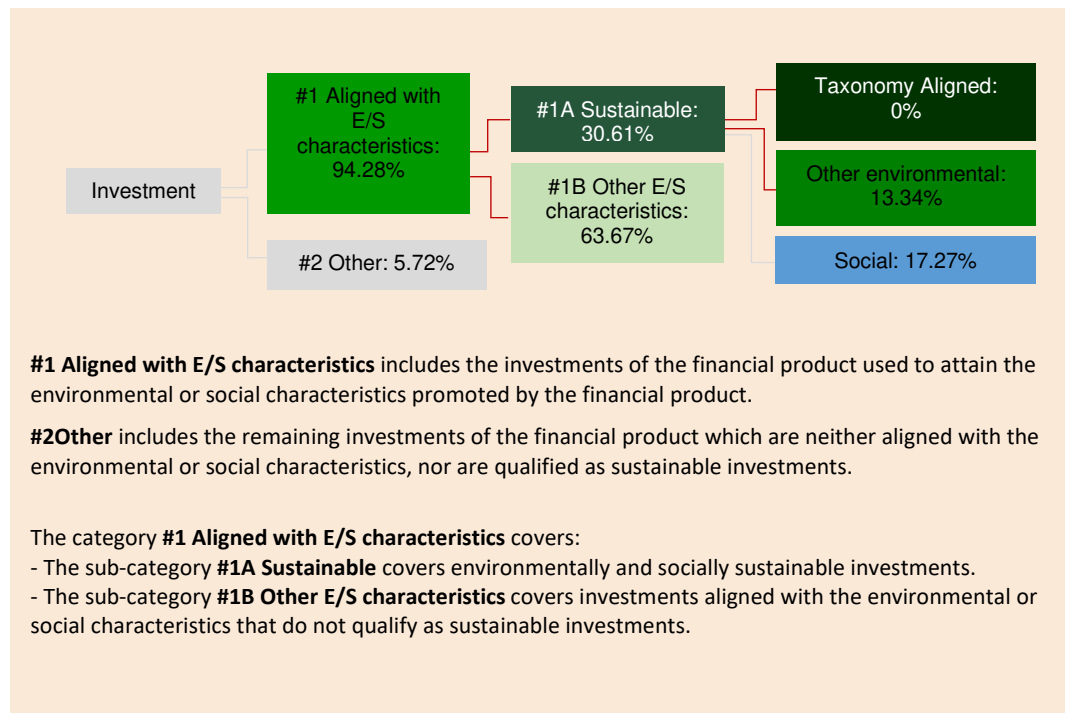 Investment
#1 Aligned with
E/S
characteristics:
94.28%
#2 Other: 5.72%
#1A Sustainable:
30.61%
#1B Other E/S
characteristics:
63.67%
Taxonomy Aligned:
0%
Other environmental:
13.34%
Social: 17.27%
#1 Aligned with E/S characteristics includes the investments of the financial product used to attain the
environmental or social characteristics promoted by the financial product.
#2Other includes the remaining investments of the financial product which are neither aligned with the
environmental or social characteristics, nor are qualified as sustainable investments.
The category #1 Aligned with E/S characteristics covers:
- The sub-category #1A Sustainable covers environmentally and socially sustainable investments.
- The sub-category #1B Other E/S characteristics covers investments aligned with the environmental or
social characteristics that do not qualify as sustainable investments.